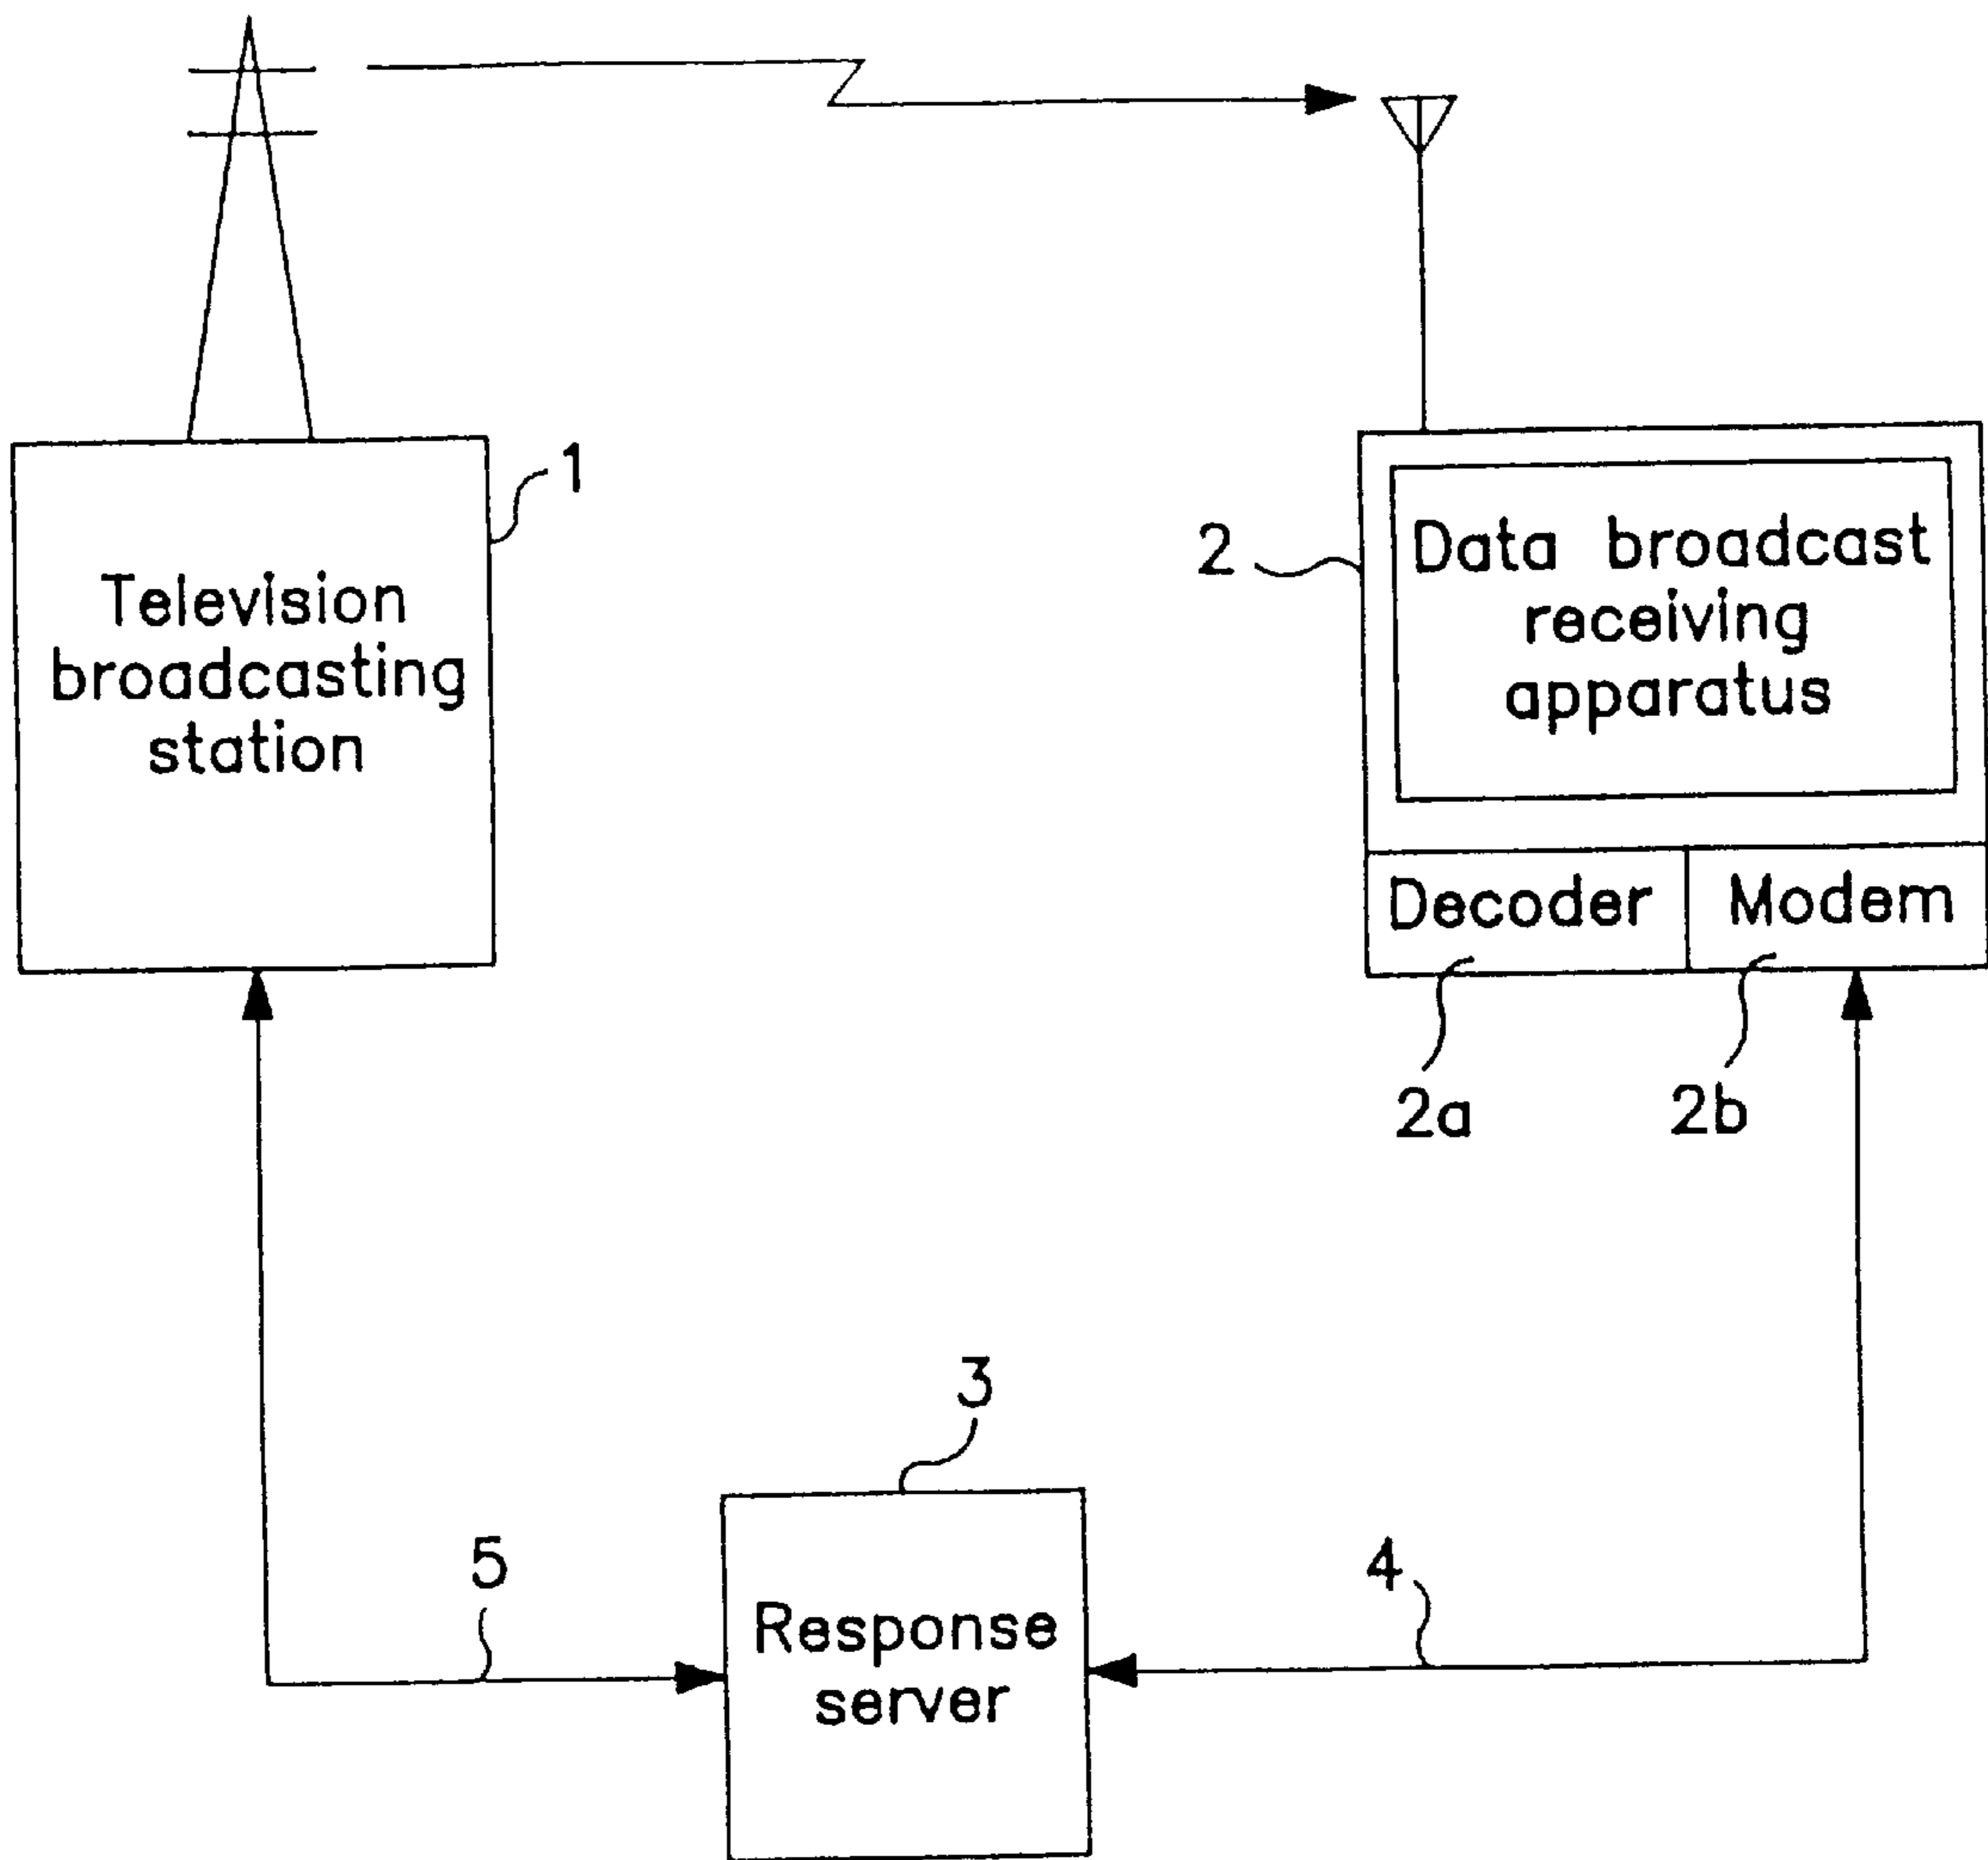 1
Television
broadcasting
station
2
Data broadcast
receiving
apparatus
Decoder
Modem
2a
2b
3
Response
server
5
4